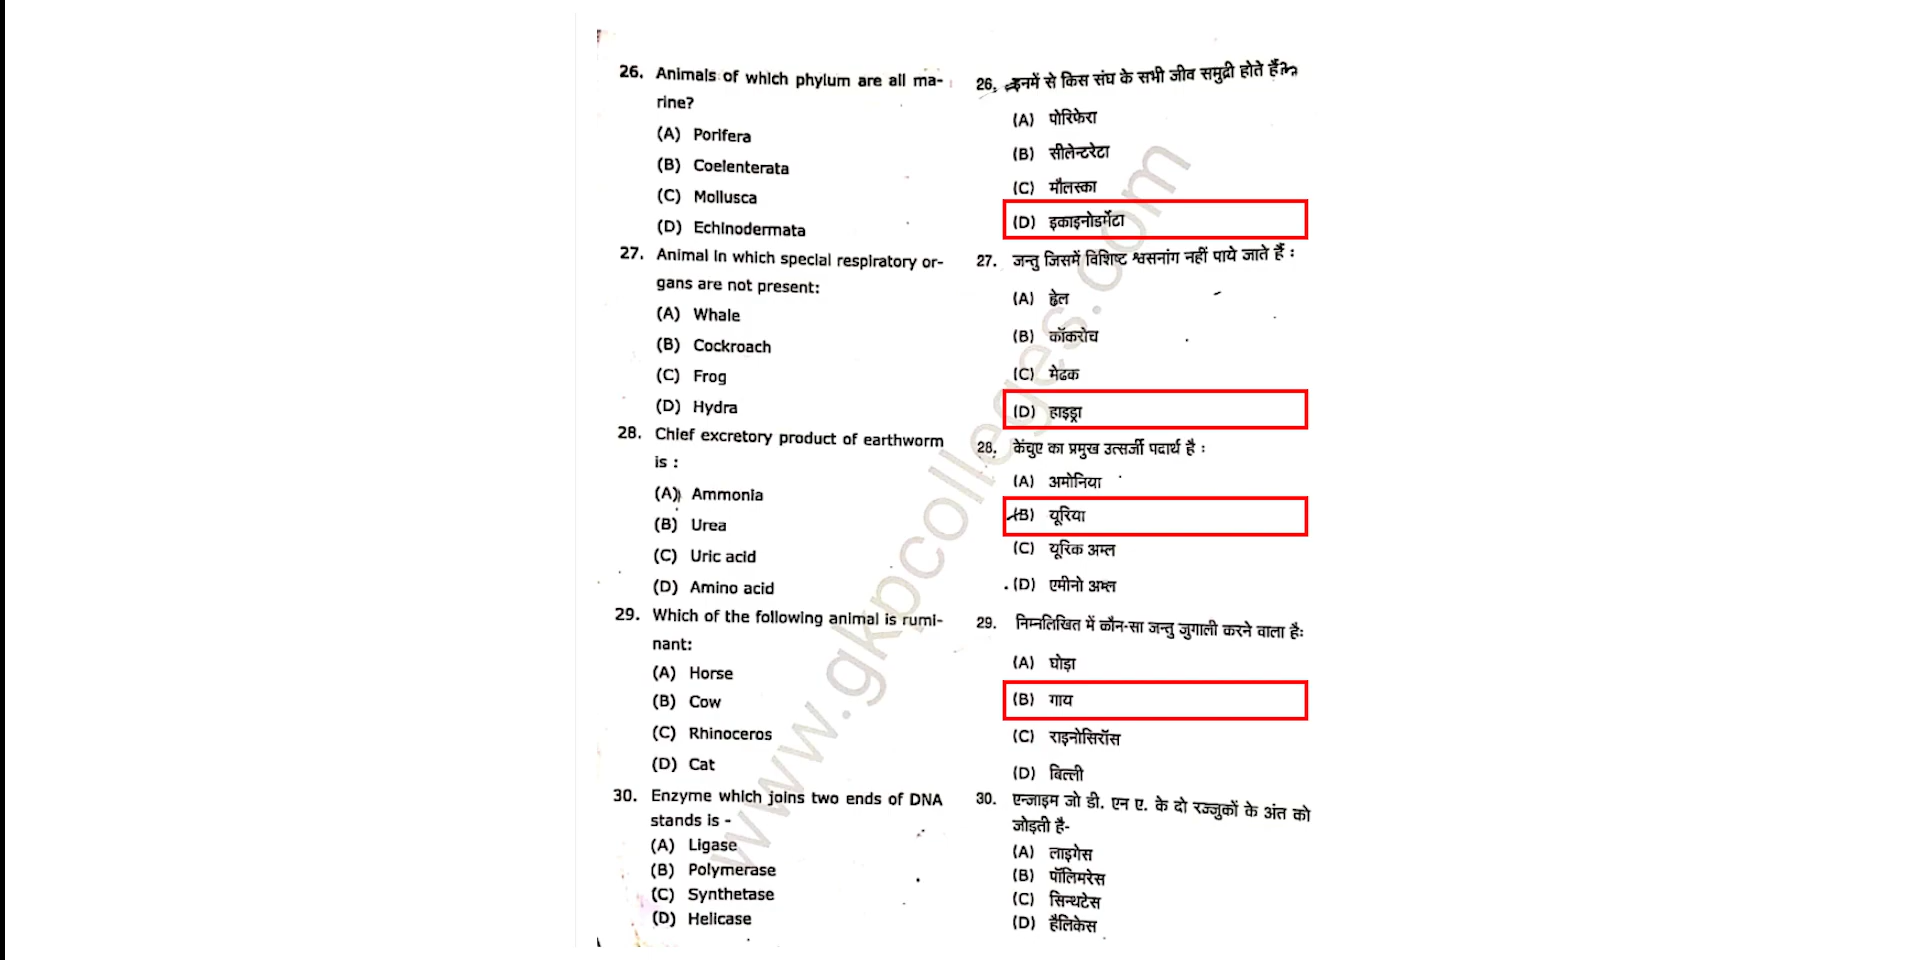 26. Animals of which phylum are all ma-
rine?
(A) Porifera
(B) Coelenterata
(C) Mollusca
(D) Echinodermata
27. Animal in which special respiratory or-
gans are not present:
(A) Whale
(B) Cockroach
(C) Frog
(D) Hydra
28. Chief excretory product of earthworm
is :
(A) Ammonia
(B) Urea
(C) Uric acid
(D) Amino acid
29. Which of the following animal is rumi-
nant:
(A) Horse
(B) Cow
(C) Rhinoceros
(D) Cat
30. Enzyme which joins two ends of DNA
stands is -
(A) Ligase
(B) Polymerase
(C) Synthetase
(D) Helicase
26. इनमें से किस संघ के सभी जीव समुद्री होते हैं?
(A) पोरिफेरा
(B) सीलेन्टरेटा
(C) मौलस्का
(D) इकाइनोडर्मेटा
27. जन्तु जिसमें विशिष्ट श्वसनांग नहीं पाये जाते हैं :
(A) ह्वेल
(B) कॉकरोच
(C) मेढक
(D) हाइड्रा
28. केंचुए का प्रमुख उत्सर्जी पदार्थ है :
(A) अमोनिया
(B) यूरिया
(C) यूरिक अम्ल
(D) एमीनो अम्ल
29. निम्नलिखित में कौन-सा जन्तु जुगाली करने वाला है:
(A) घोड़ा
(B) गाय
(C) राइनोसिरॉस
(D) बिल्ली
30. एन्जाइम जो डी. एन ए. के दो रज्जुकों के अंत को
जोड़ती है-
(A) लाइगेस
(B) पॉलिमरेस
(C) सिन्थटेस
(D) हैलिकेस
www.gkpcolleges.com